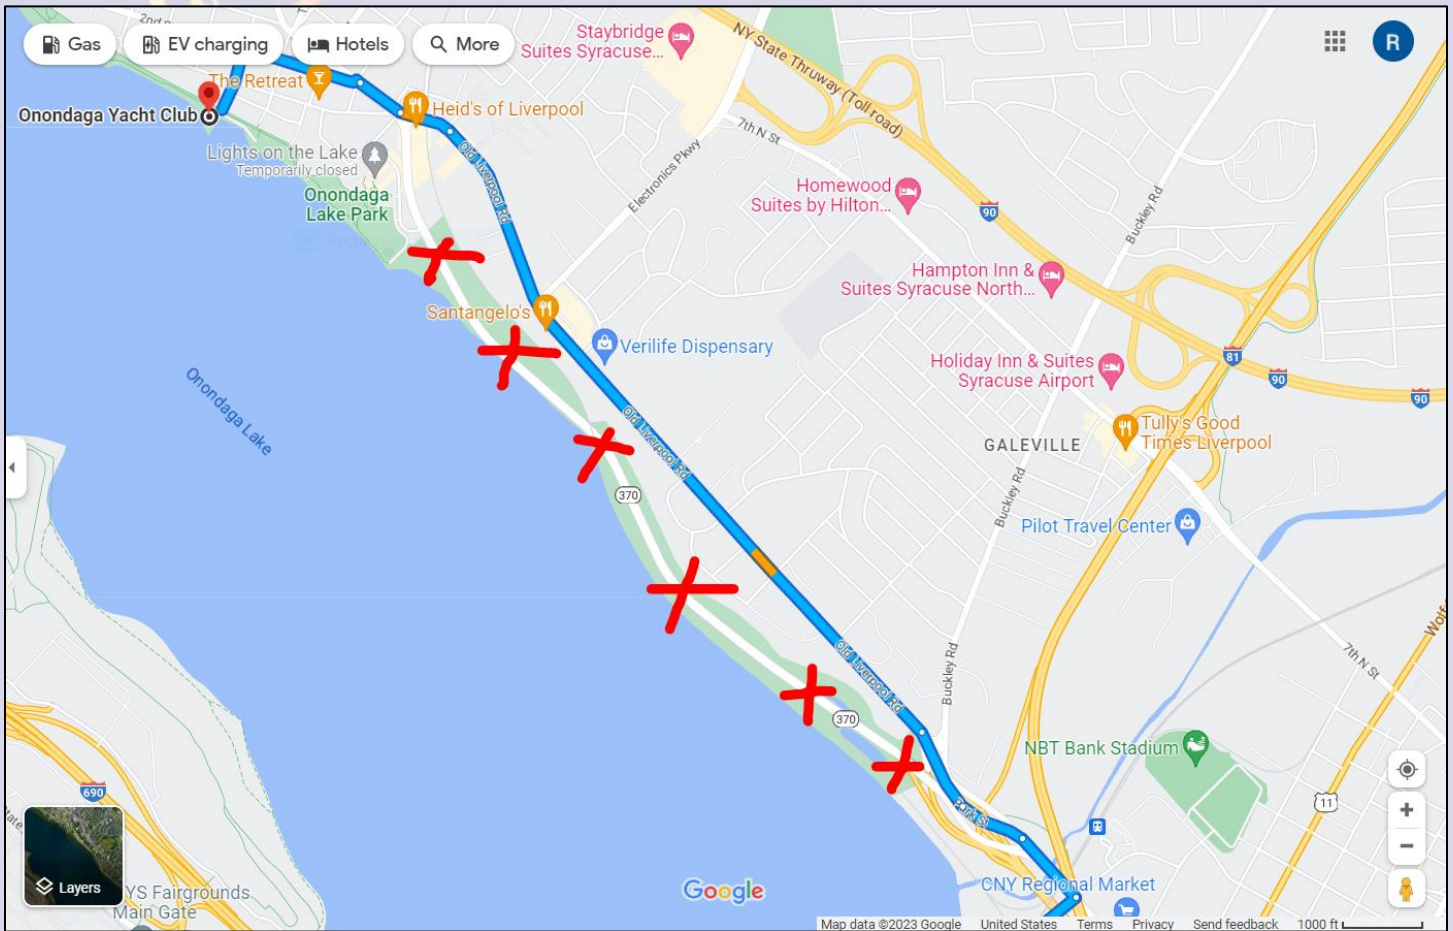 2nd
Gas
EV charging
Hotels
More
Staybridge
Suites Syracuse...
NY State Thruway (Toll road)
R
The Retreat
Onondaga Yacht Club
Heid's of Liverpool
7th N St
Lights on the Lake
Temporarily closed
Onondaga
Lake Park
Old Liverpool Rd
Electronics Pkwy
Homewood
Suites by Hilton...
90
Buckley Rd
Hampton Inn &
Suites Syracuse North...
Santangelo's
Verilife Dispensary
Holiday Inn & Suites
Syracuse Airport
81
90
90
Onondaga Lake
Old Liverpool Rd
GALEVILLE
Tully's Good
Times Liverpool
370
Buckley Rd
Pilot Travel Center
Old Liverpool Rd
Buckley Rd
7th N St
370
NBT Bank Stadium
690
Park St
11
Layers
YS Fairgrounds
Main Gate
Google
CNY Regional Market
Map data ©2023 Google
United States
Terms
Privacy
Send feedback
1000 ft